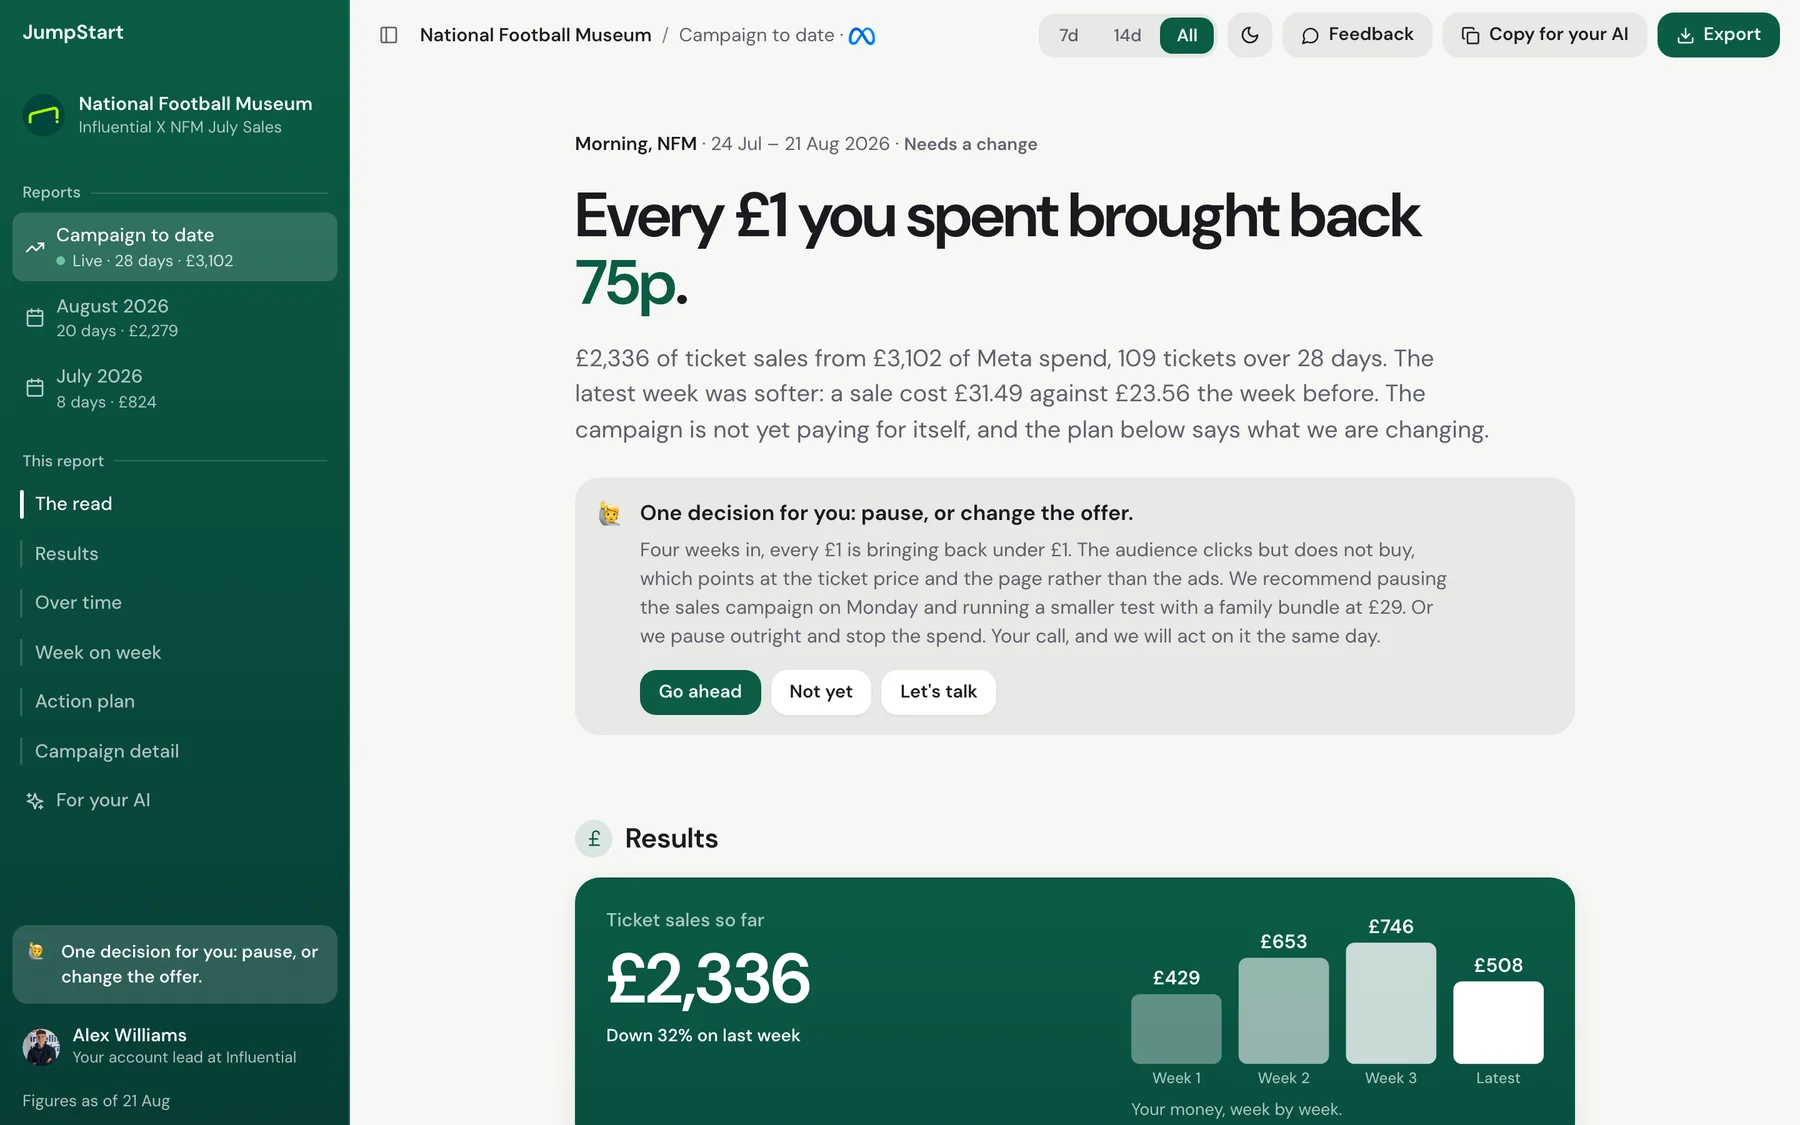 JumpStart
National Football Museum
Influential X NFM July Sales
Reports
Campaign to date
Live · 28 days · £3,102
August 2026
20 days · £2,279
July 2026
8 days · £824
This report
The read
Results
Over time
Week on week
Action plan
Campaign detail
For your AI
One decision for you: pause, or
change the offer.
Alex Williams
Your account lead at Influential
Figures as of 21 Aug
National Football Museum / Campaign to date ·
7d 14d All
Feedback
Copy for your AI
Export
Morning, NFM · 24 Jul – 21 Aug 2026 · Needs a change
Every £1 you spent brought back
75p.
£2,336 of ticket sales from £3,102 of Meta spend, 109 tickets over 28 days. The
latest week was softer: a sale cost £31.49 against £23.56 the week before. The
campaign is not yet paying for itself, and the plan below says what we are changing.
One decision for you: pause, or change the offer.
Four weeks in, every £1 is bringing back under £1. The audience clicks but does not buy,
which points at the ticket price and the page rather than the ads. We recommend pausing
the sales campaign on Monday and running a smaller test with a family bundle at £29. Or
we pause outright and stop the spend. Your call, and we will act on it the same day.
Go ahead
Not yet
Let's talk
£ Results
Ticket sales so far
£2,336
Down 32% on last week
£429 £653 £746 £508
Week 1 Week 2 Week 3 Latest
Your money, week by week.